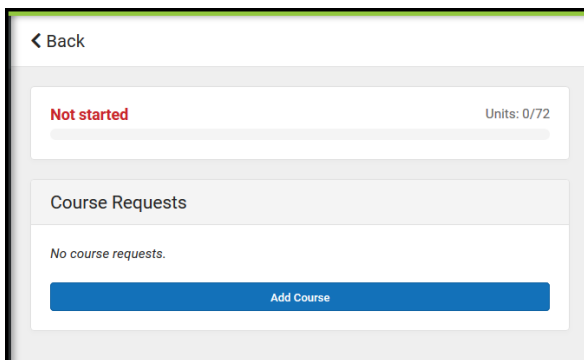 Back
Not started
Units: 0/72
Course Requests
No course requests.
Add Course